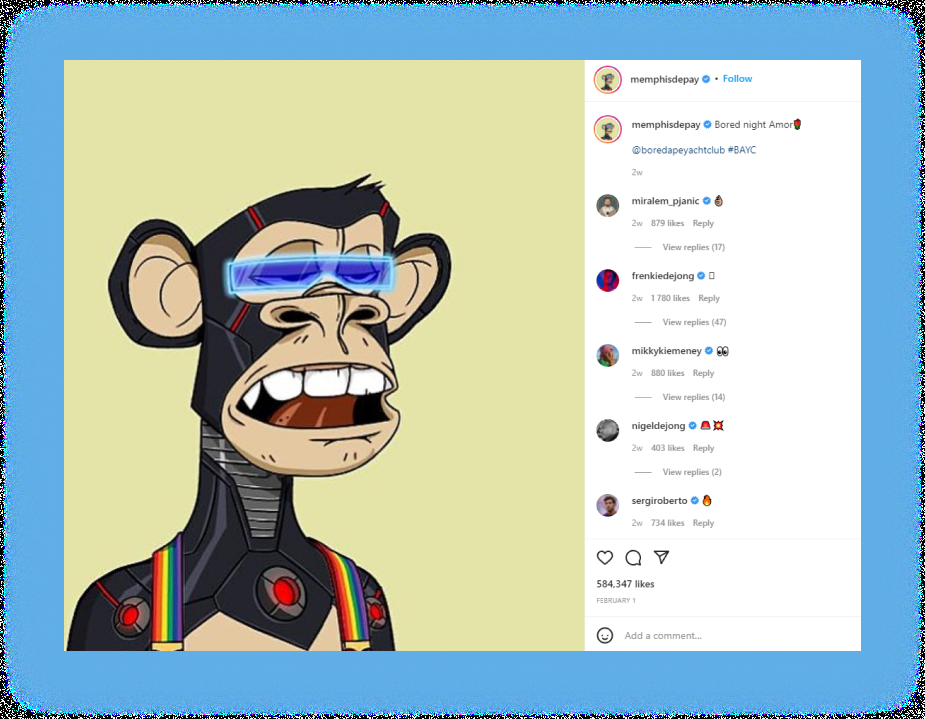 memphisdepay • Follow
memphisdepay Bored night Amor🌹
@boredapeyachtclub #BAYC
2w
miralem_pjanic 👌🏾
2w 879 likes Reply
View replies (17)
frenkiedejong
2w 1 780 likes Reply
View replies (47)
mikkykiemeney 👀
2w 880 likes Reply
View replies (14)
nigeldejong 🚨💥
2w 403 likes Reply
View replies (2)
sergiroberto 🔥
2w 734 likes Reply
584,347 likes
FEBRUARY 1
Add a comment...